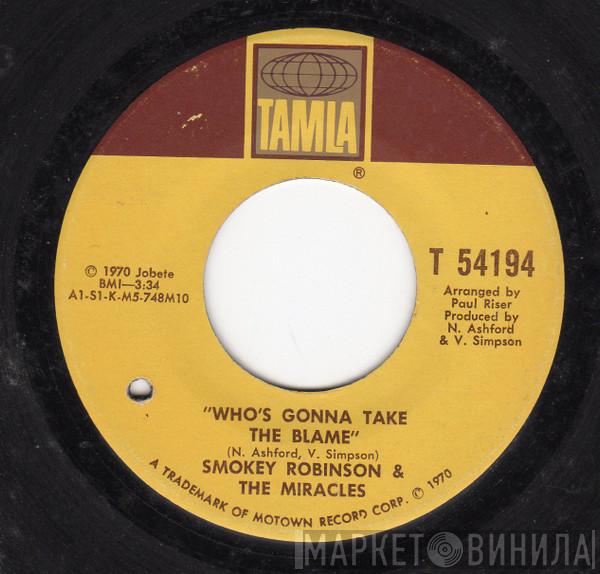 TAMLA
®
© 1970 Jobete
BMI—3:34
A1-S1-K-M5-748M10
T 54194
Arranged by
Paul Riser
Produced by
N. Ashford
& V. Simpson
"WHO'S GONNA TAKE
THE BLAME"
(N. Ashford, V. Simpson)
SMOKEY ROBINSON &
THE MIRACLES
A TRADEMARK OF MOTOWN RECORD CORP. © 1970
МАРКЕТ ВИНИЛА